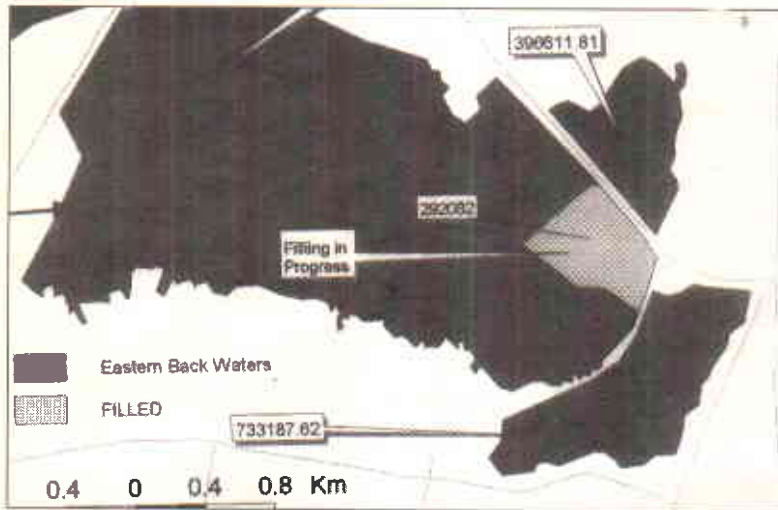 396611.81
292082
Filling in
Progress
Eastern Back Waters
FILLED
733187.62
0.4 0 0.4 0.8 Km